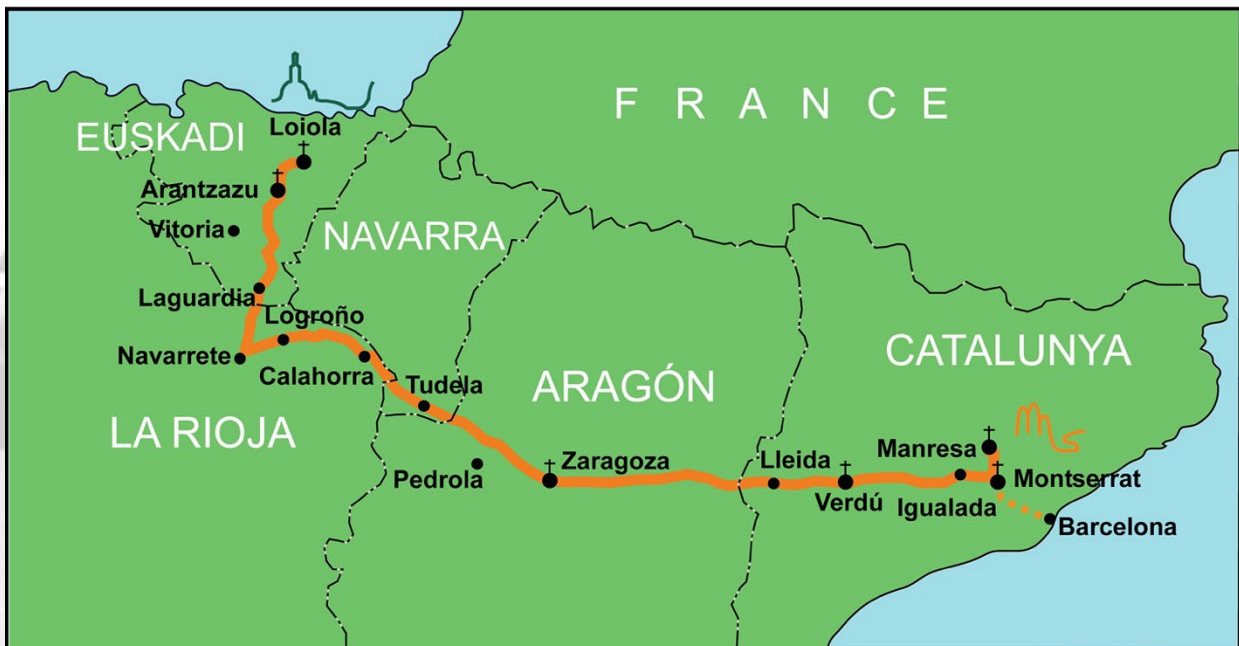 FRANCE
EUSKADI
Loiola
Arantzazu
Vitoria
NAVARRA
Laguardia
Logroño
Navarrete
Calahorra
CATALUNYA
Tudela
ARAGÓN
LA RIOJA
Pedrola
Zaragoza
Lleida
Verdú
Manresa
Igualada
Montserrat
Barcelona